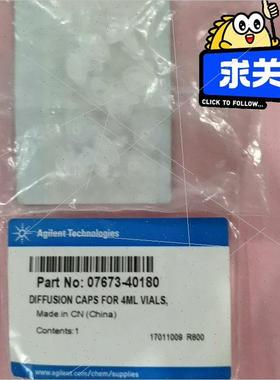 求关
CLICK TO FOLLOW...
Agilent Technologies
Part No: 07673-40180
DIFFUSION CAPS FOR 4ML VIALS,
Made in CN (China)
Contents:1
17011009 R800
www.agilent.com/chem/supplies